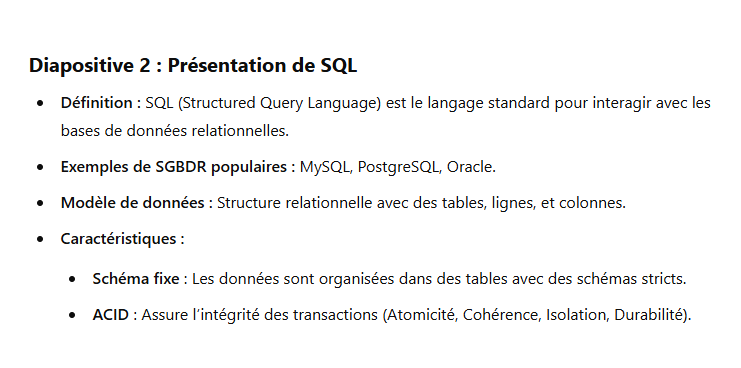 Diapositive 2 : Présentation de SQL
• Définition : SQL (Structured Query Language) est le langage standard pour interagir avec les
bases de données relationnelles.
• Exemples de SGBDR populaires : MySQL, PostgreSQL, Oracle.
• Modèle de données : Structure relationnelle avec des tables, lignes, et colonnes.
• Caractéristiques :
• Schéma fixe : Les données sont organisées dans des tables avec des schémas stricts.
• ACID : Assure l’intégrité des transactions (Atomicité, Cohérence, Isolation, Durabilité).